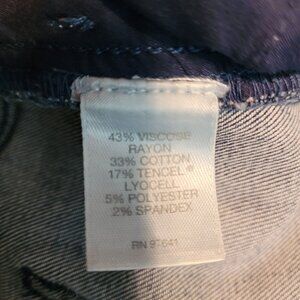 43% VISCOSE
RAYON
33% COTTON
17% TENCEL®
LYOCELL
5% POLYESTER
2% SPANDEX
RN 97641